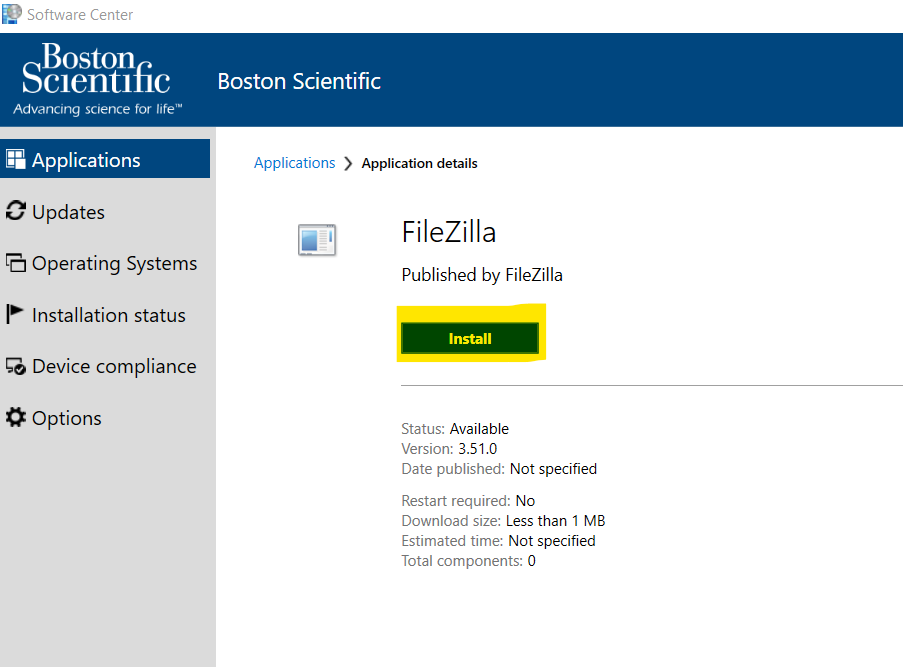 Software Center
Boston
Scientific
Advancing science for life™
Boston Scientific
Applications
Updates
Operating Systems
Installation status
Device compliance
Options
Applications > Application details
FileZilla
Published by FileZilla
Install
Status: Available
Version: 3.51.0
Date published: Not specified
Restart required: No
Download size: Less than 1 MB
Estimated time: Not specified
Total components: 0